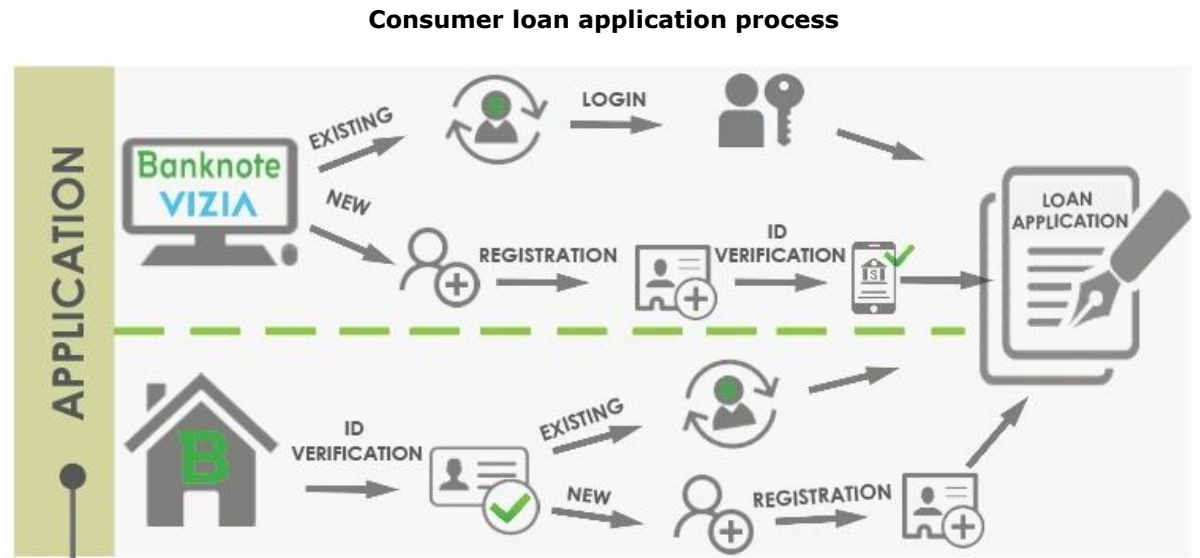 Consumer loan application process
APPLICATION
Banknote
VIZIA
EXISTING
LOGIN
NEW
REGISTRATION
ID
VERIFICATION
$
LOAN
APPLICATION
B
ID
VERIFICATION
EXISTING
NEW
REGISTRATION